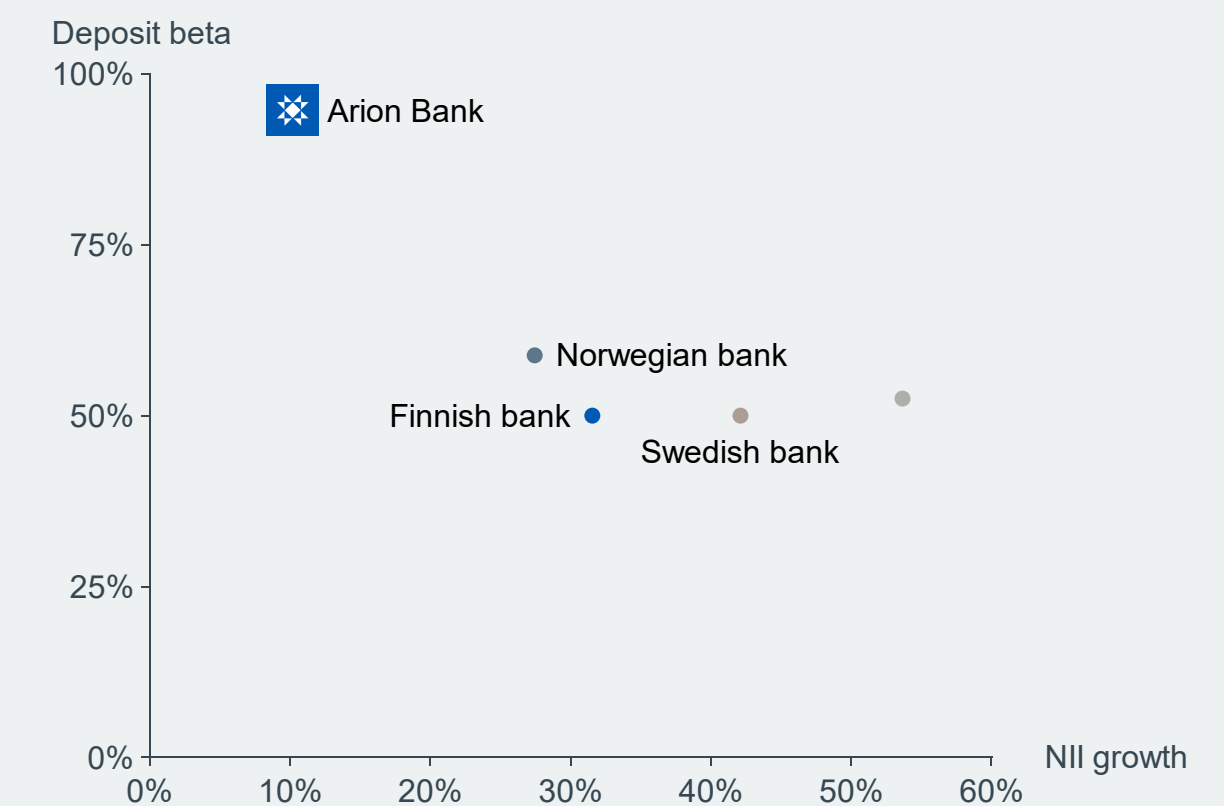 Deposit beta
100%
Arion Bank
75%
Norwegian bank
50%
Finnish bank
Swedish bank
25%
0%
NII growth
0% 10% 20% 30% 40% 50% 60%